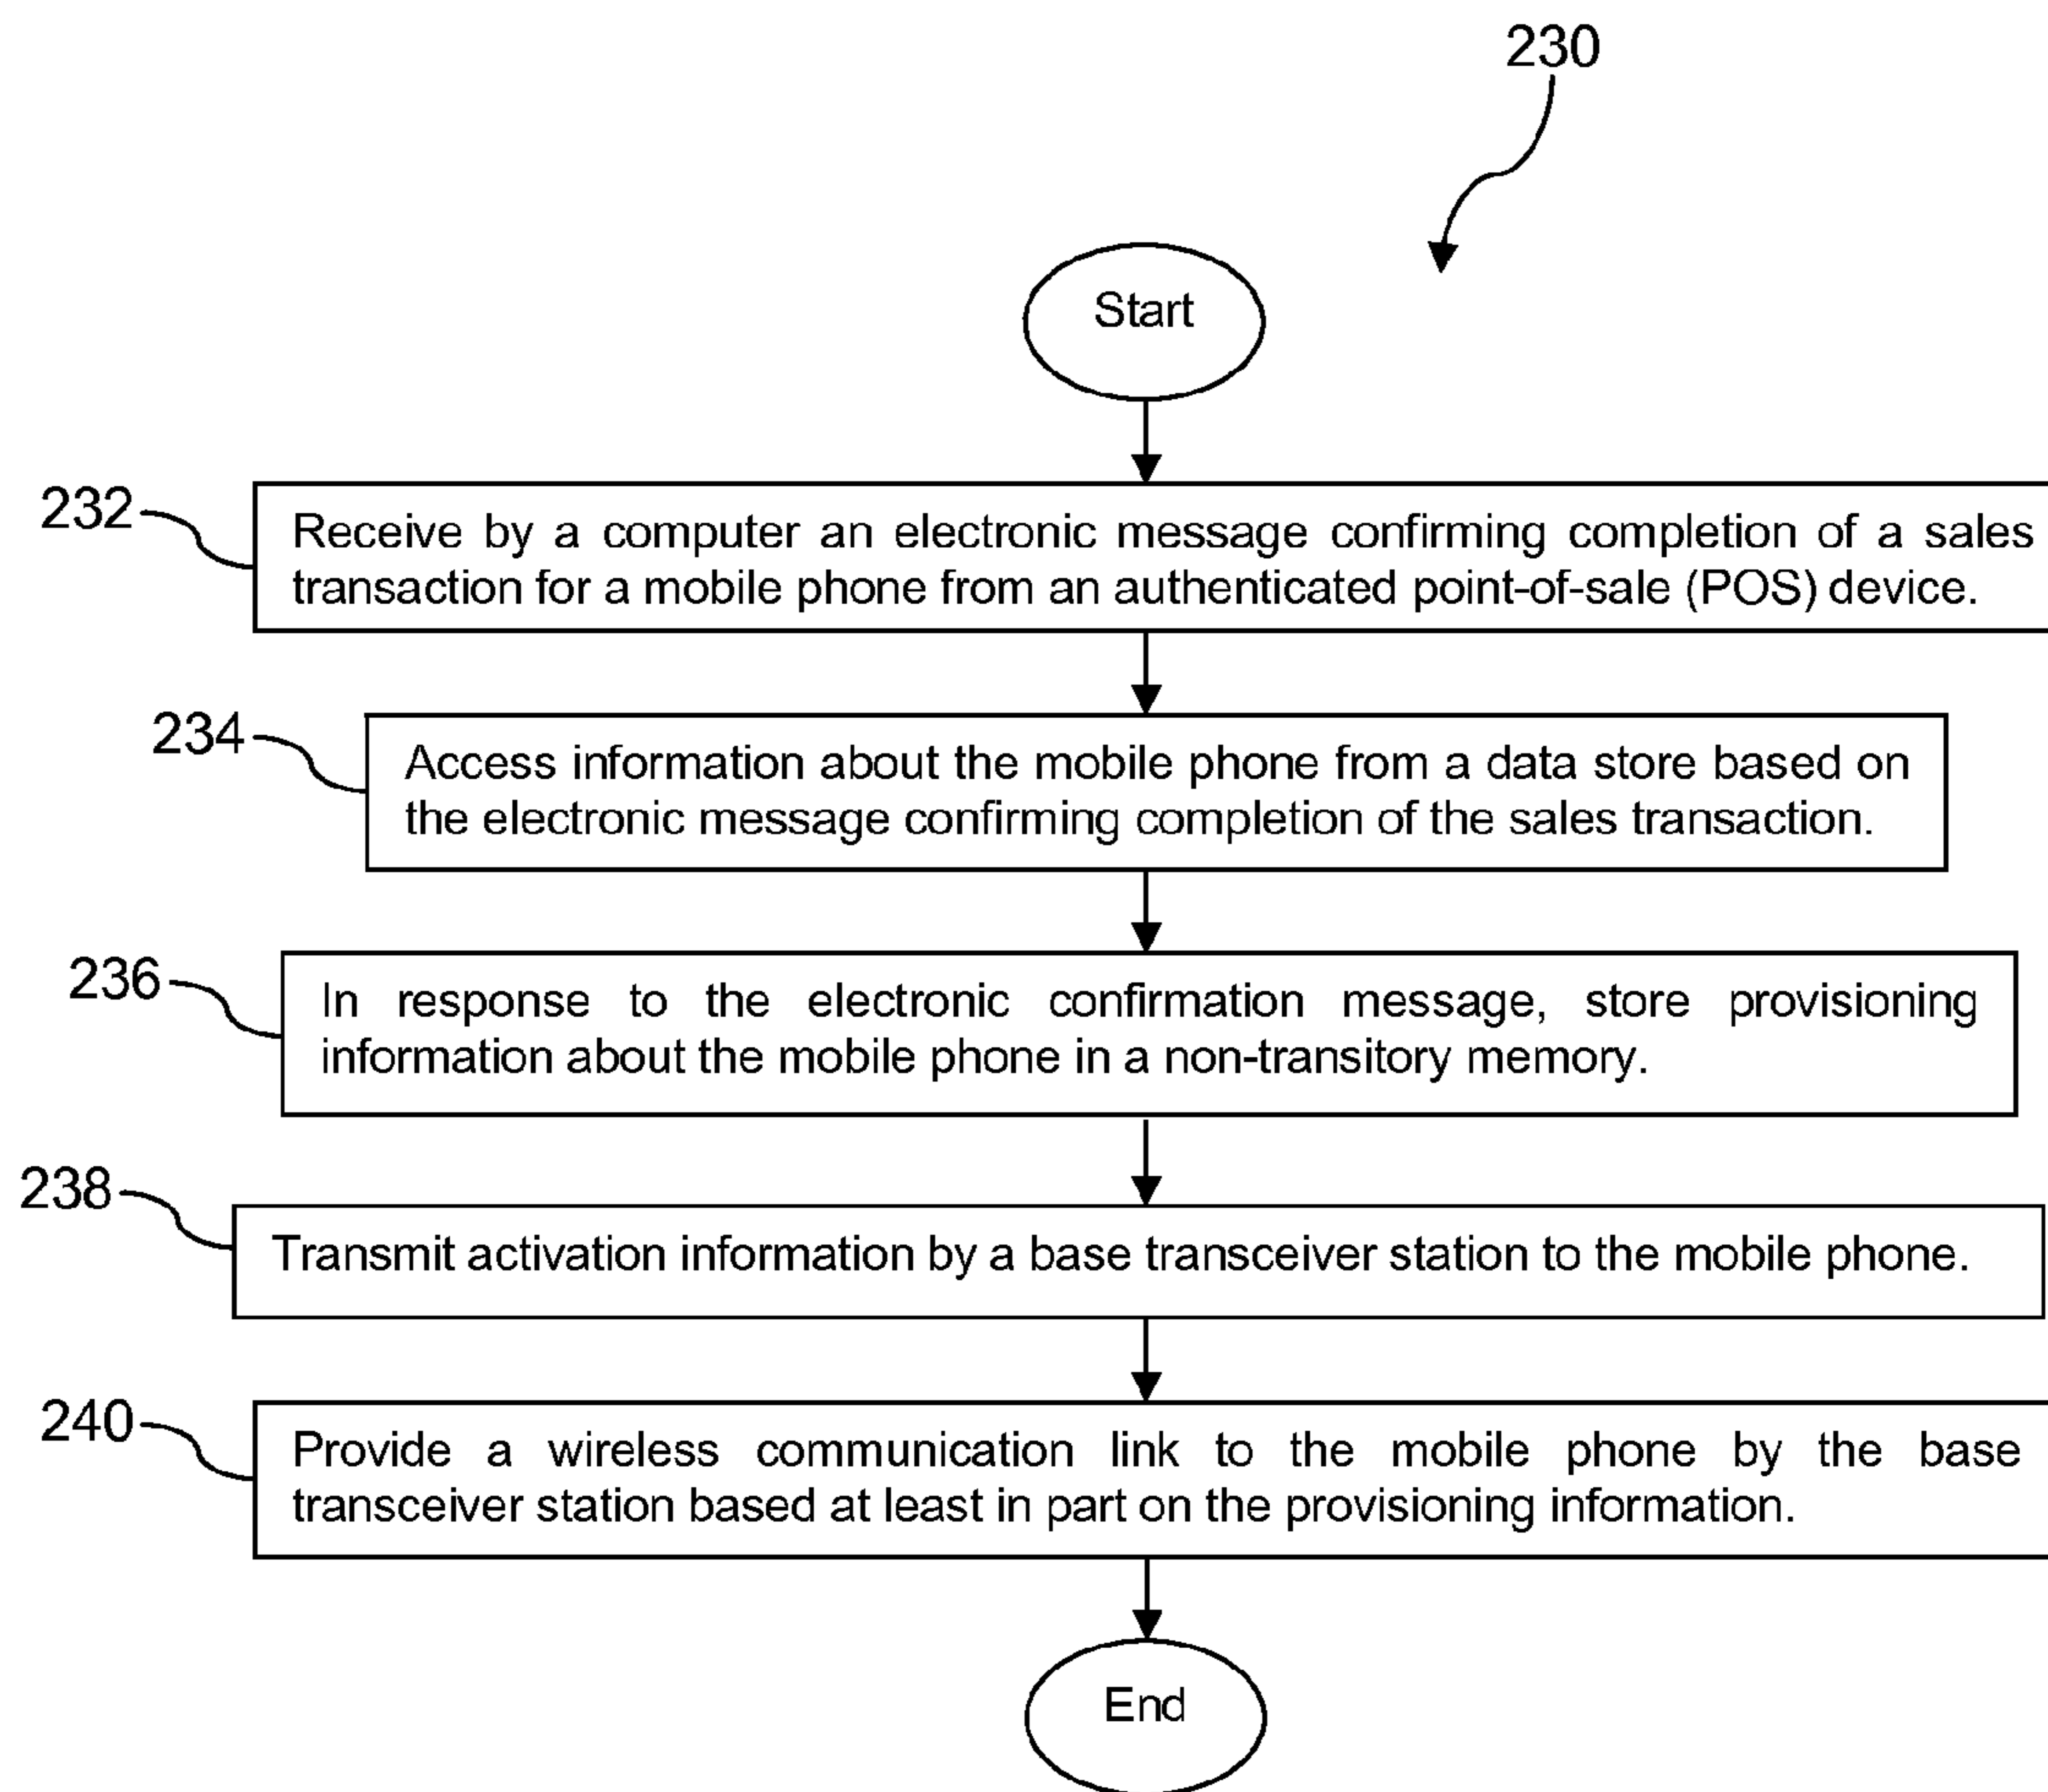 230
Start
232
Receive by a computer an electronic message confirming completion of a sales
transaction for a mobile phone from an authenticated point-of-sale (POS) device.
234
Access information about the mobile phone from a data store based on
the electronic message confirming completion of the sales transaction.
236
In response to the electronic confirmation message, store provisioning
information about the mobile phone in a non-transitory memory.
238
Transmit activation information by a base transceiver station to the mobile phone.
240
Provide a wireless communication link to the mobile phone by the base
transceiver station based at least in part on the provisioning information.
End